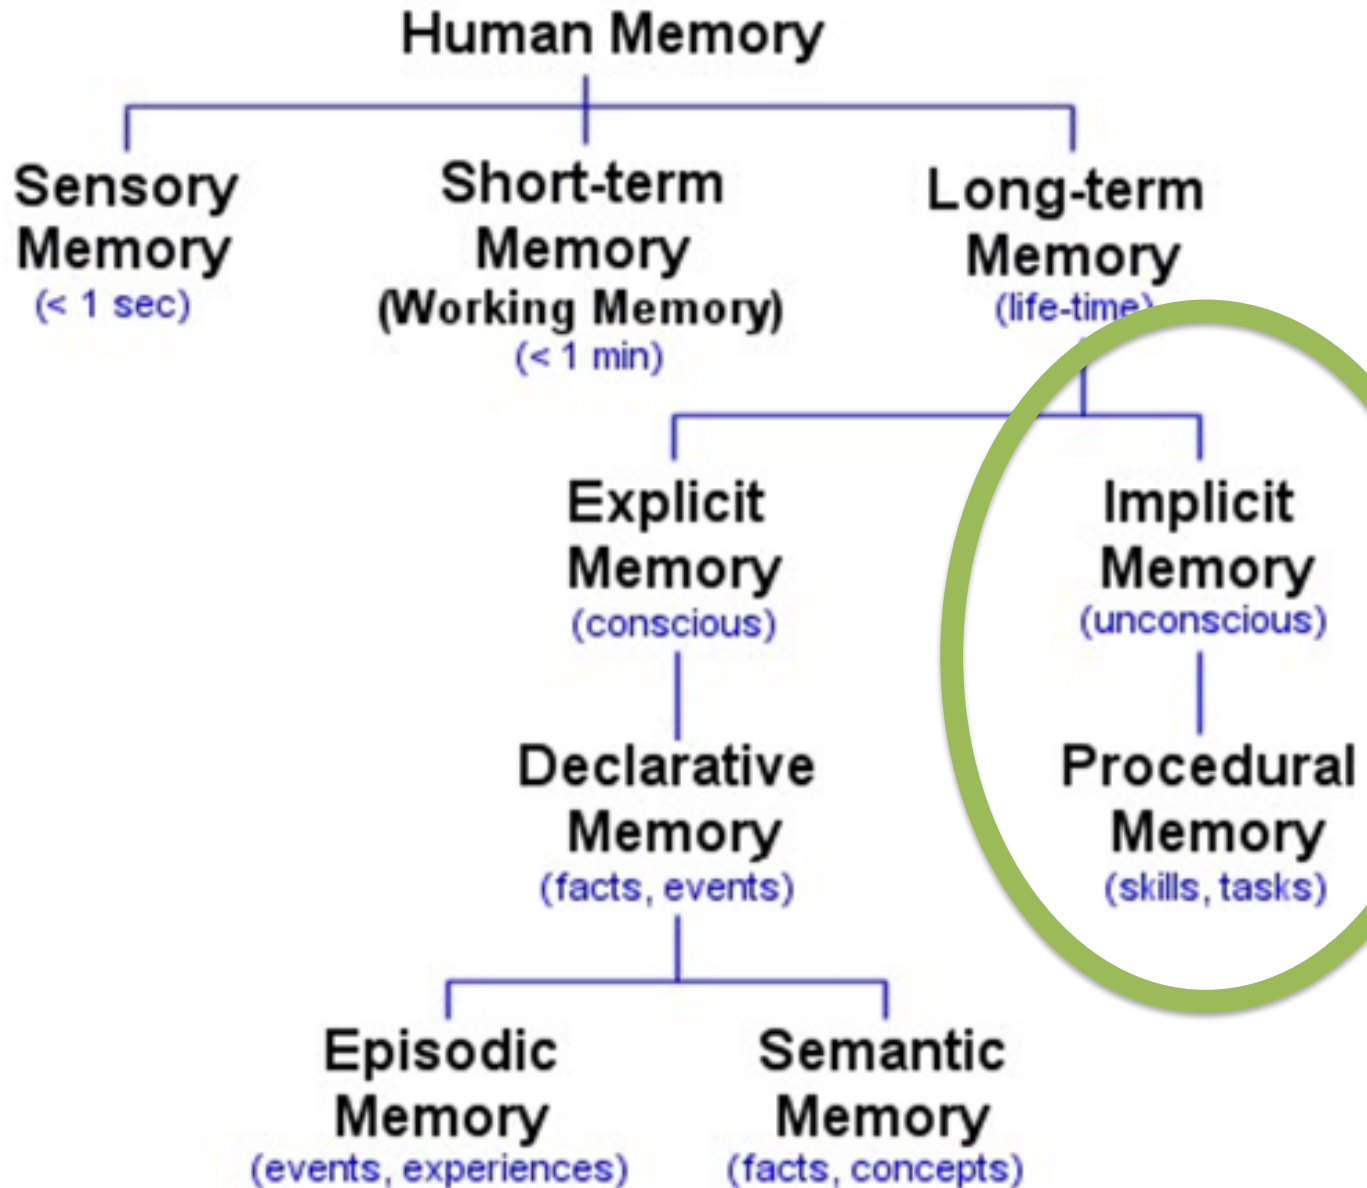 Human Memory
Sensory
Memory
(< 1 sec)
Short-term
Memory
(Working Memory)
(< 1 min)
Long-term
Memory
(life-time)
Explicit
Memory
(conscious)
Implicit
Memory
(unconscious)
Declarative
Memory
(facts, events)
Procedural
Memory
(skills, tasks)
Episodic
Memory
(events, experiences)
Semantic
Memory
(facts, concepts)